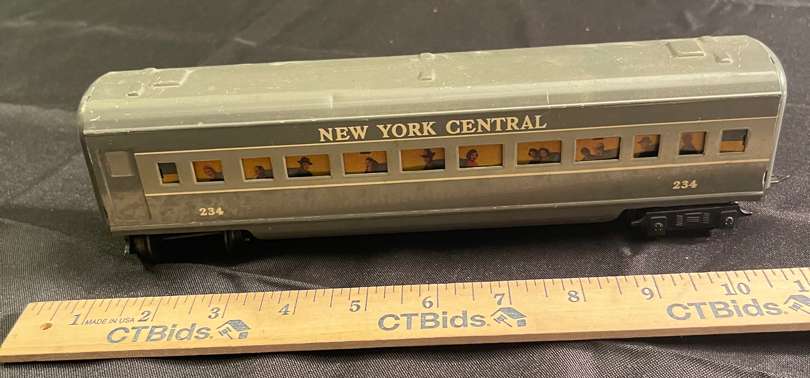 NEW YORK CENTRAL
234 234
1 2 3 4 5 6 7 8 9 10
MADE IN USA
CTBids. CTBids. CTBids.